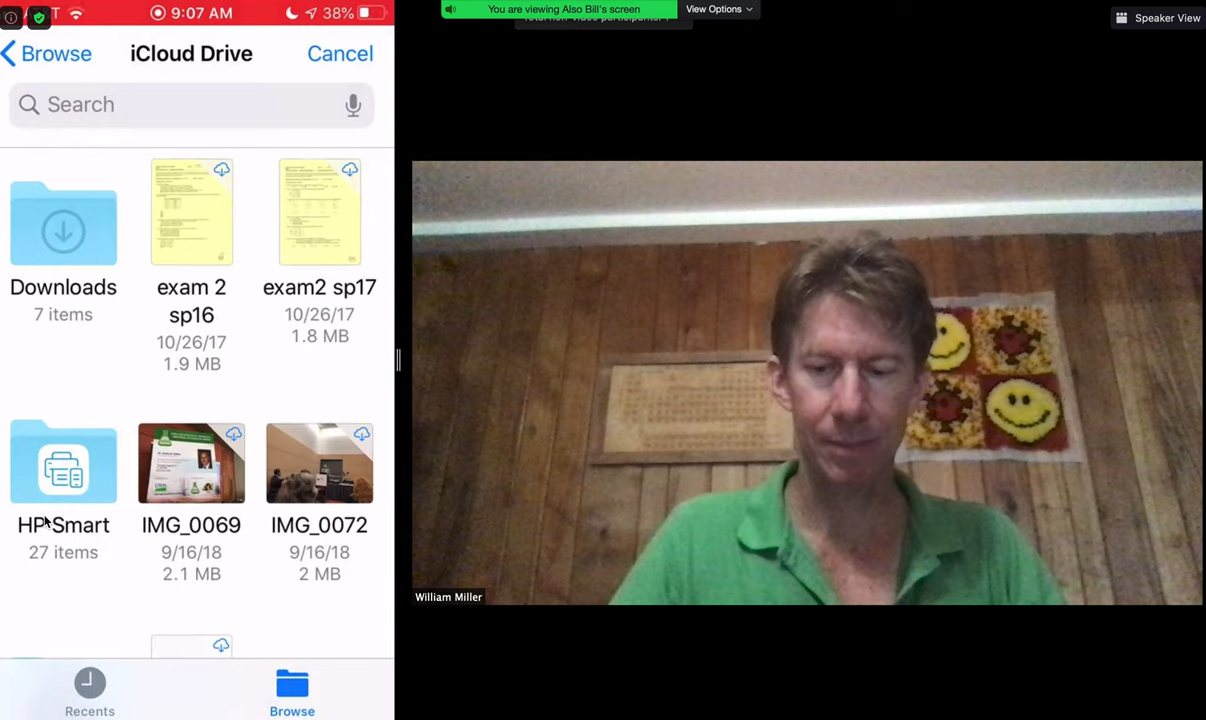 9:07 AM
38%
You are viewing Also Bill's screen
View Options
Speaker View
Browse
iCloud Drive
Cancel
Search
Downloads
7 items
exam 2
sp16
10/26/17
1.9 MB
exam2 sp17
10/26/17
1.8 MB
HP Smart
27 items
IMG_0069
9/16/18
2.1 MB
IMG_0072
9/16/18
2 MB
William Miller
Recents
Browse